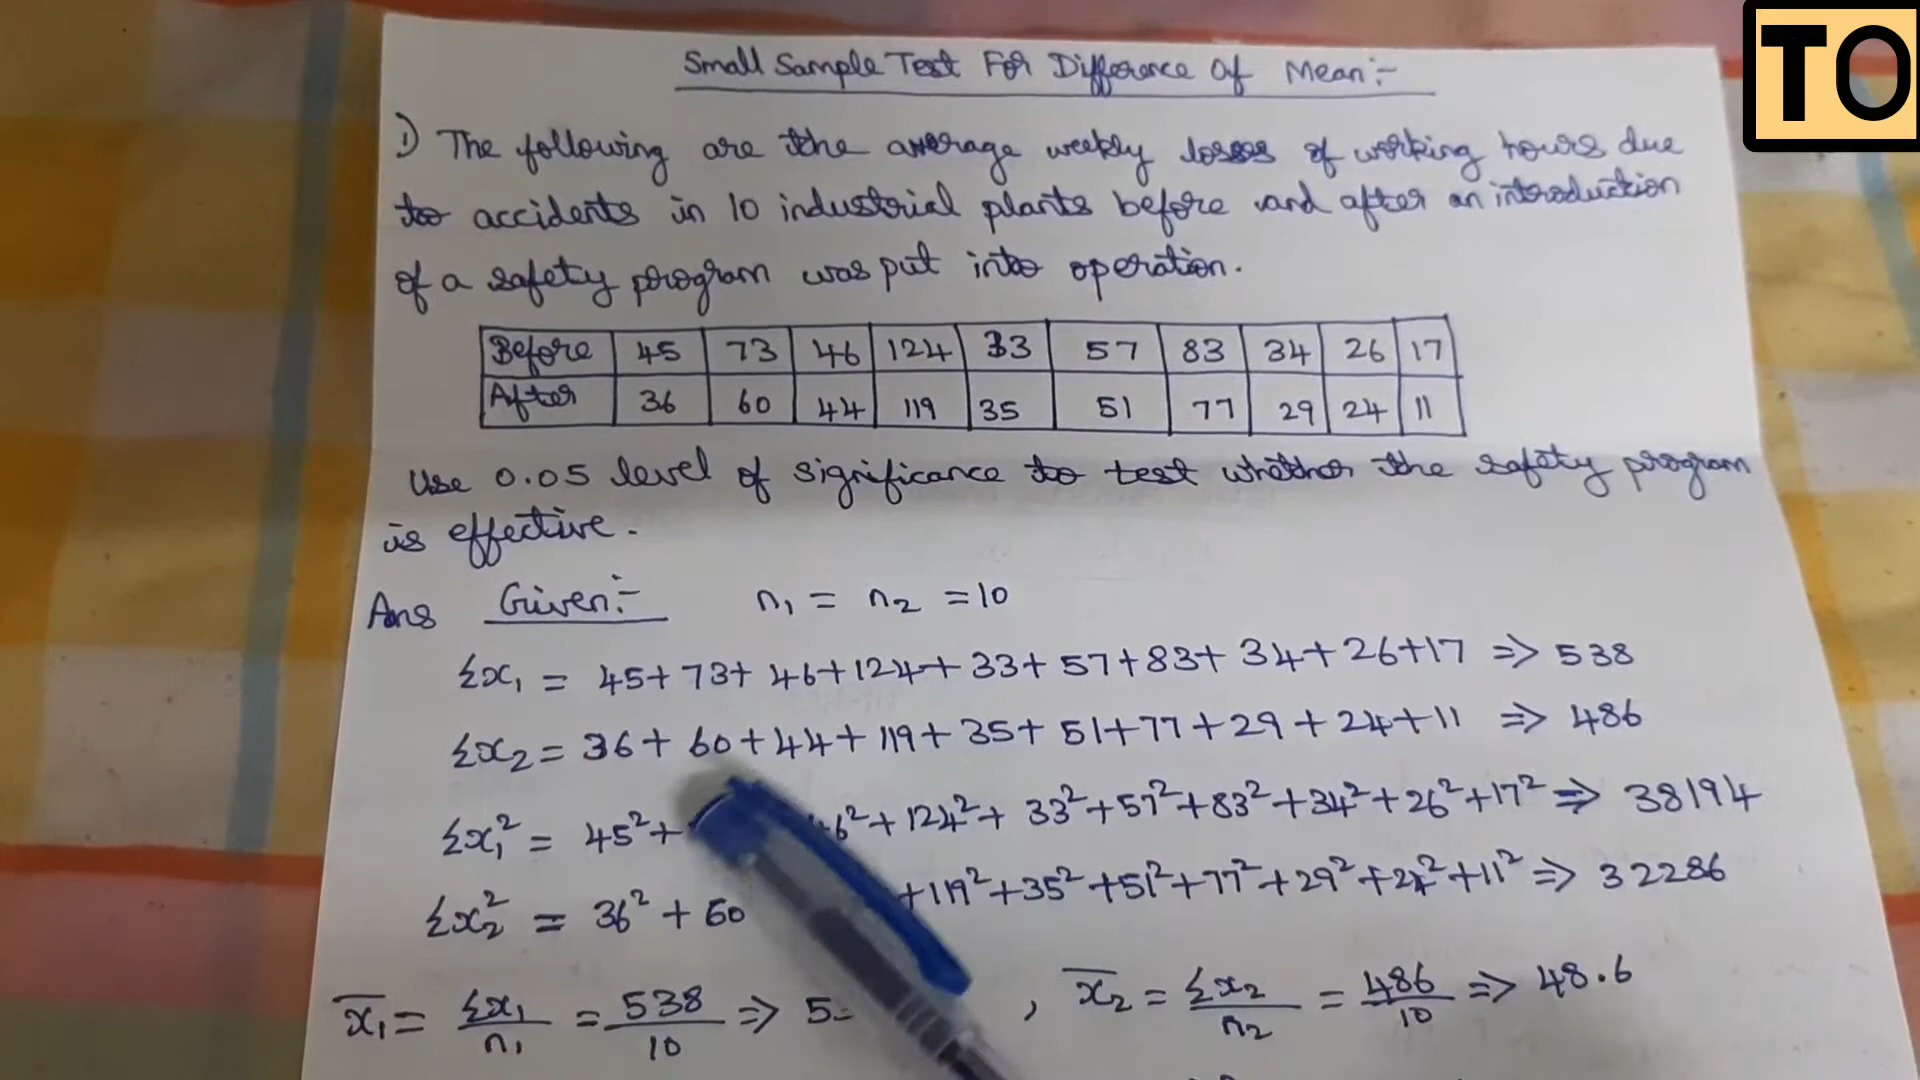 TO
Small Sample Test For Difference Of Mean:-
1) The following are the average weekly losses of working hours due
to accidents in 10 industrial plants before and after an introduction
of a safety program was put into operation.
Before 45 73 46 124 33 57 83 34 26 17
After 36 60 44 119 35 51 77 29 24 11
Use 0.05 level of significance to test whether the safety program
is effective.
Ans Given:- n₁ = n₂ = 10
Σx₁ = 45+73+46+124+33+57+83+34+26+17 => 538
Σx₂ = 36+60+44+119+35+51+77+29+24+11 => 486
Σx₁² = 45²+ 6²+124²+33²+57²+83²+34²+26²+17² => 38194
Σx₂² = 36²+60 +119²+35²+51²+77²+29²+24²+11² => 32286
x̄₁ = Σx₁/n₁ = 538/10 => 5 , x̄₂ = Σx₂/n₂ = 486/10 => 48.6